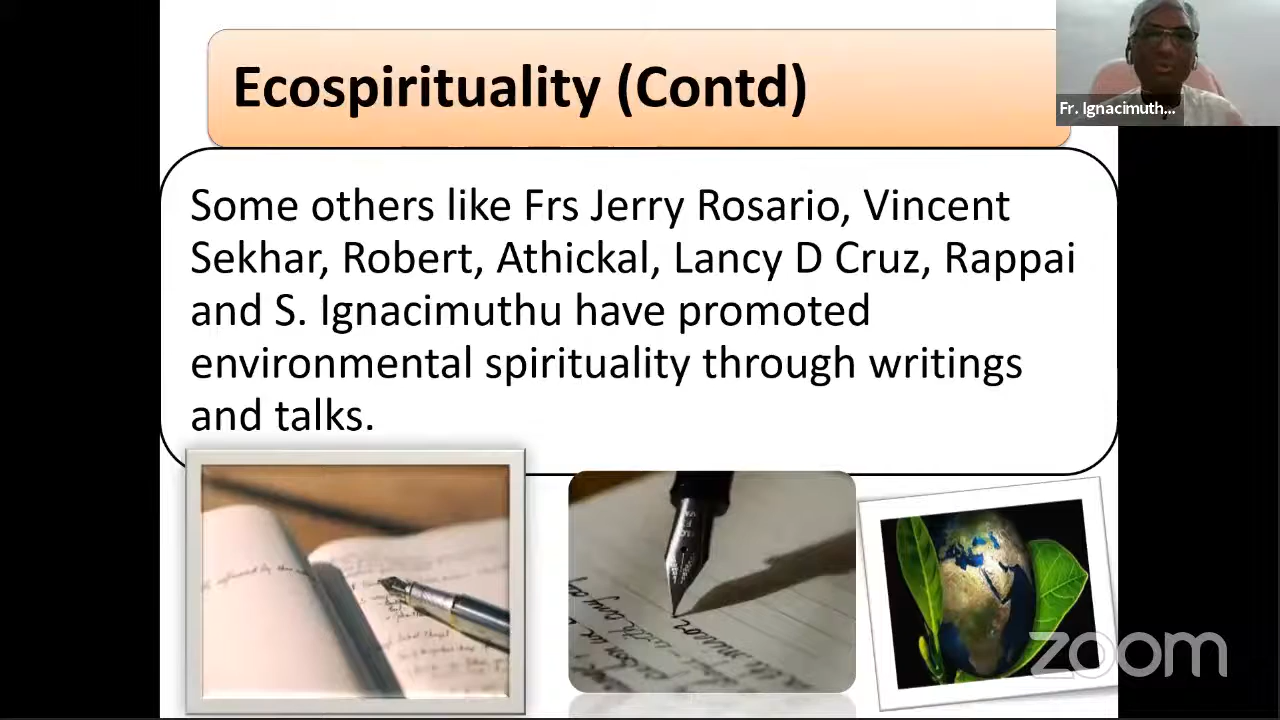 Ecospirituality (Contd)
Fr. Ignacimuth...
Some others like Frs Jerry Rosario, Vincent
Sekhar, Robert, Athickal, Lancy D Cruz, Rappai
and S. Ignacimuthu have promoted
environmental spirituality through writings
and talks.
zoom